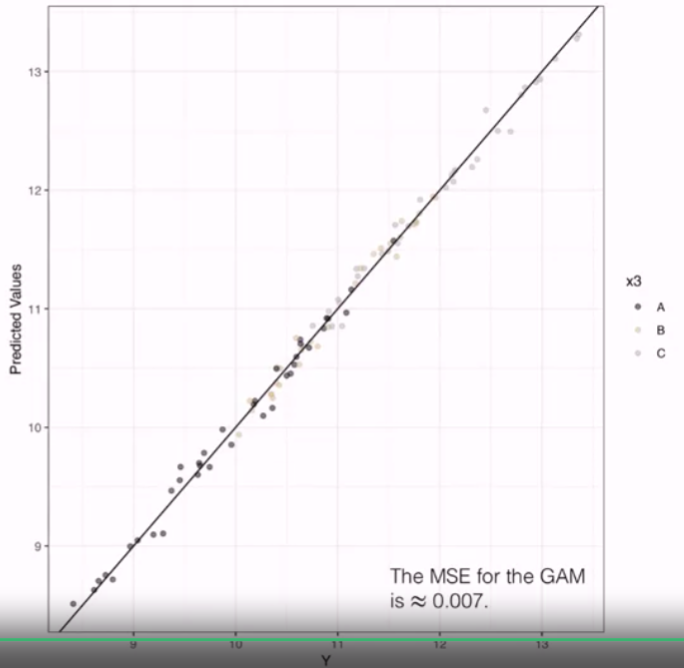 13
12
11
10
9
Predicted Values
x3
A
B
C
The MSE for the GAM
is ≈ 0.007.
9 10 11 12 13
Y